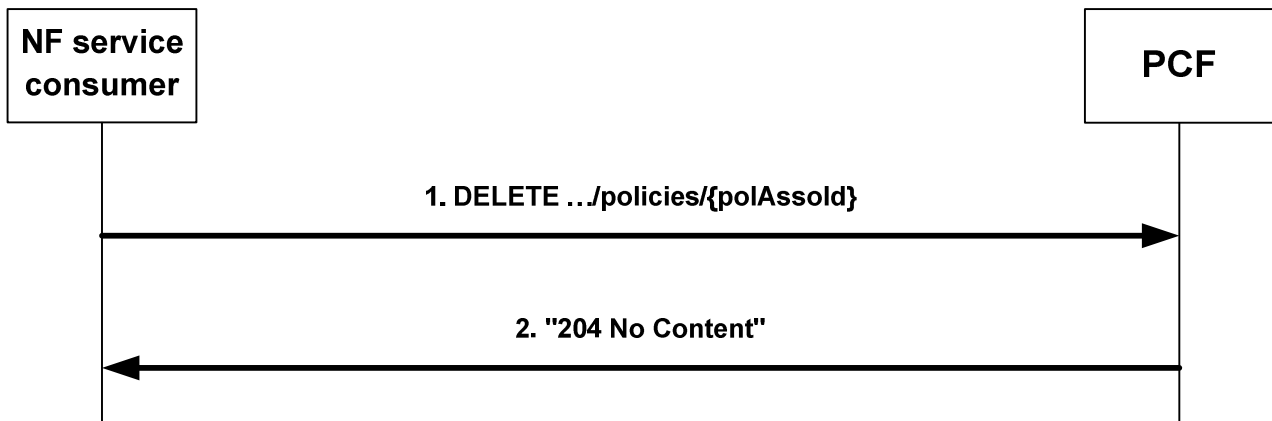 NF service
consumer
PCF
1. DELETE …/policies/{polAssoId}
2. "204 No Content"